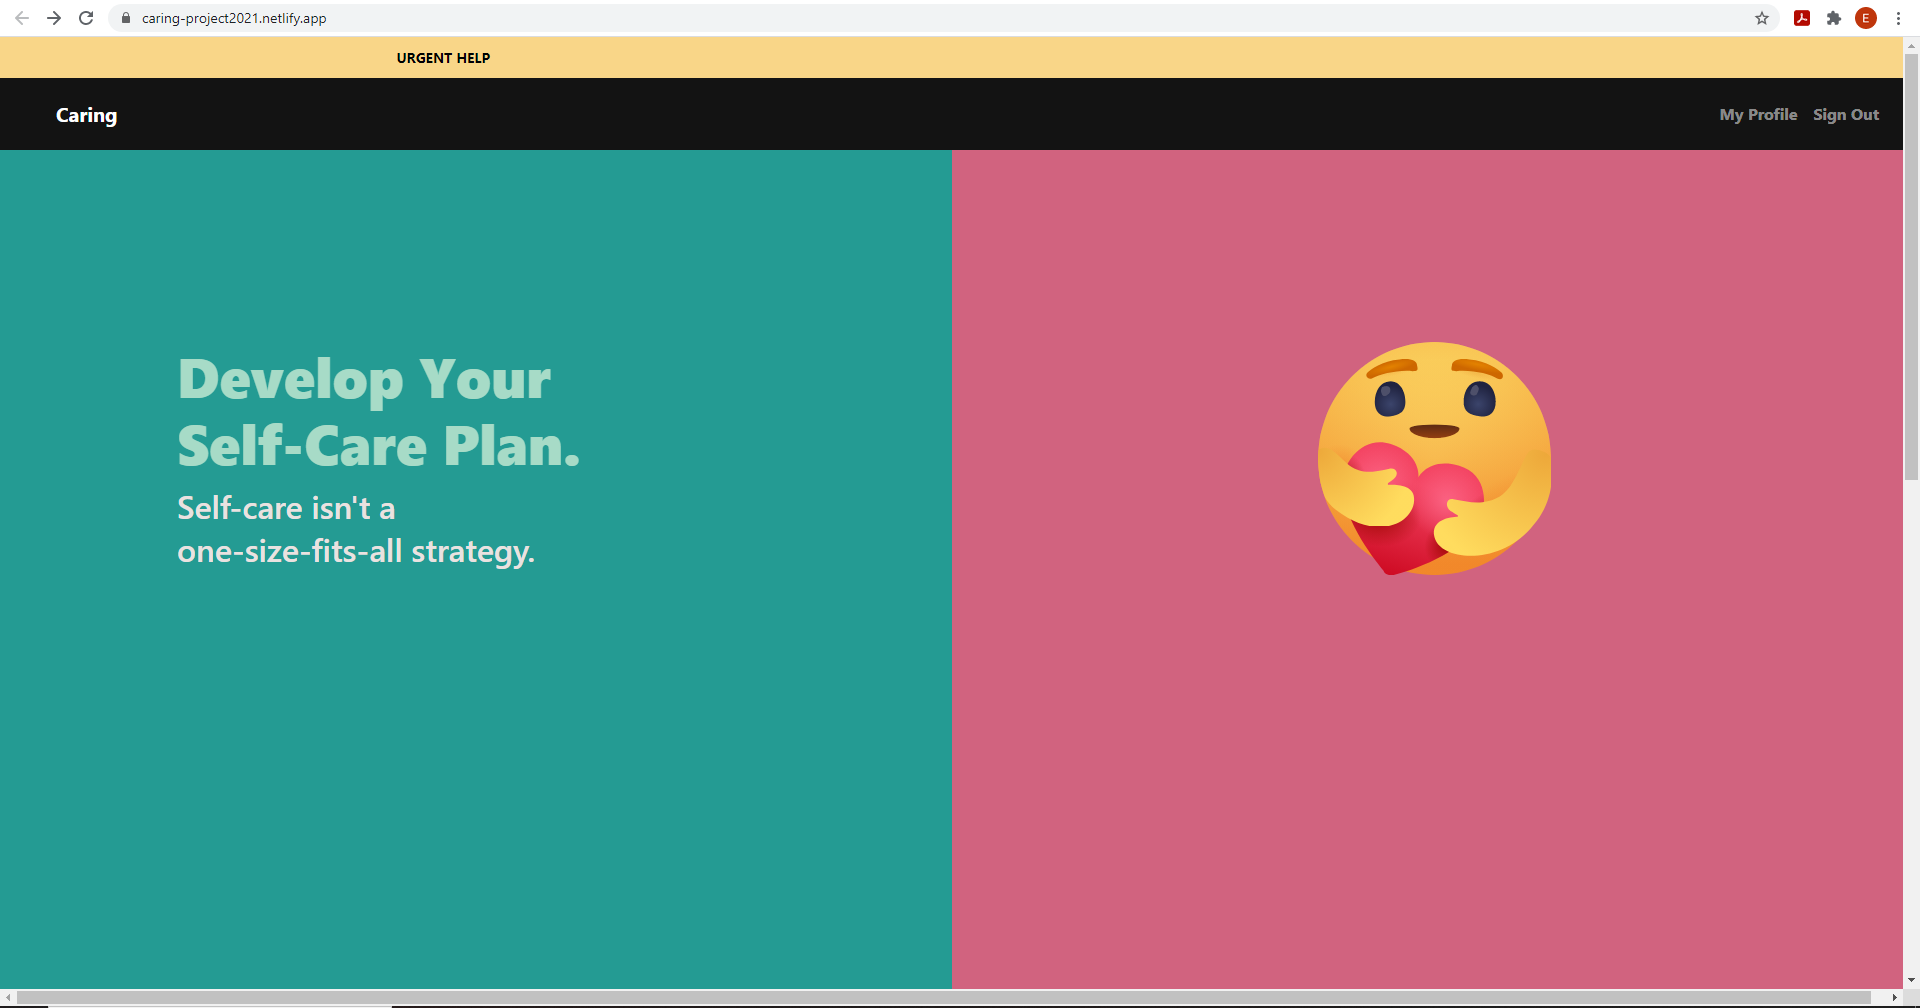 caring-project2021.netlify.app
E
URGENT HELP
Caring
My Profile
Sign Out
Develop Your
Self-Care Plan.
Self-care isn't a
one-size-fits-all strategy.